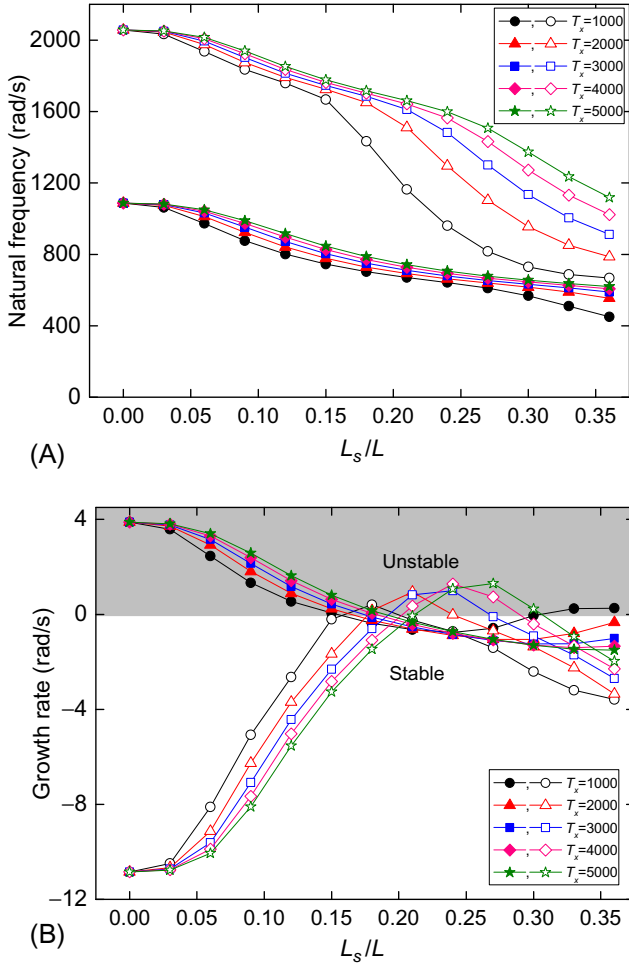 2000
1600
1200
800
400
0
Natural frequency (rad/s)
T_x=1000
T_x=2000
T_x=3000
T_x=4000
T_x=5000
0.00 0.05 0.10 0.15 0.20 0.25 0.30 0.35
(A)
L_s/L
4
0
−4
−8
−12
Growth rate (rad/s)
Unstable
Stable
T_x=1000
T_x=2000
T_x=3000
T_x=4000
T_x=5000
0.00 0.05 0.10 0.15 0.20 0.25 0.30 0.35
(B)
L_s/L